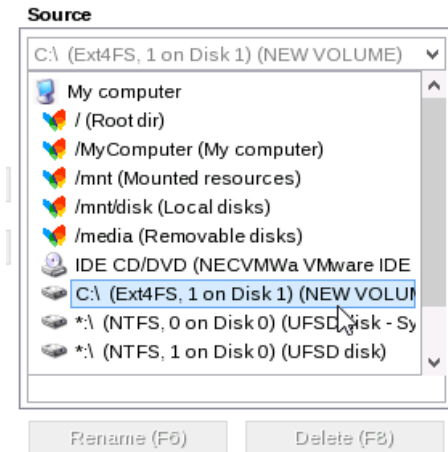 Source
C:\ (Ext4FS, 1 on Disk 1) (NEW VOLUME)
My computer
/ (Root dir)
/MyComputer (My computer)
/mnt (Mounted resources)
/mnt/disk (Local disks)
/media (Removable disks)
IDE CD/DVD (NECVMWa VMware IDE
C:\ (Ext4FS, 1 on Disk 1) (NEW VOLUM
*:\ (NTFS, 0 on Disk 0) (UFSD disk - Sy
*:\ (NTFS, 1 on Disk 0) (UFSD disk)
Rename (F6)
Delete (F8)